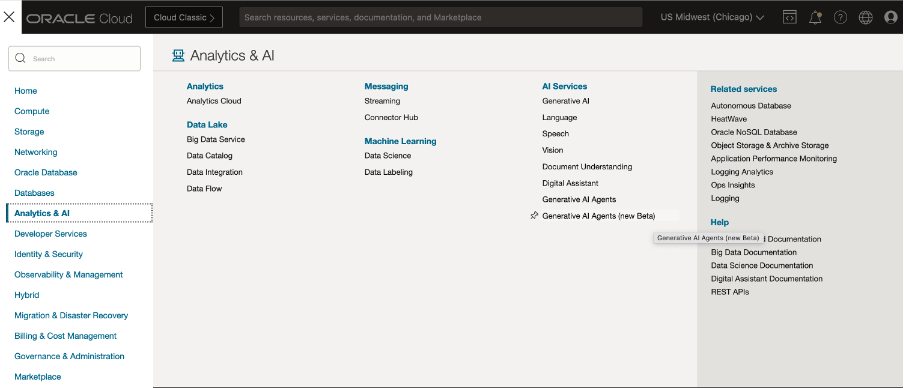 ORACLE Cloud
Cloud Classic
Search resources, services, documentation, and Marketplace
US Midwest (Chicago)
Search
Home
Compute
Storage
Networking
Oracle Database
Databases
Analytics & AI
Developer Services
Identity & Security
Observability & Management
Hybrid
Migration & Disaster Recovery
Billing & Cost Management
Governance & Administration
Marketplace
Analytics & AI
Analytics
Analytics Cloud
Data Lake
Big Data Service
Data Catalog
Data Integration
Data Flow
Messaging
Streaming
Connector Hub
Machine Learning
Data Science
Data Labeling
AI Services
Generative AI
Language
Speech
Vision
Document Understanding
Digital Assistant
Generative AI Agents
Generative AI Agents (new Beta)
Generative AI Agents (new Beta)
Related services
Autonomous Database
HeatWave
Oracle NoSQL Database
Object Storage & Archive Storage
Application Performance Monitoring
Logging Analytics
Ops Insights
Logging
Help
Documentation
Big Data Documentation
Data Science Documentation
Digital Assistant Documentation
REST APIs